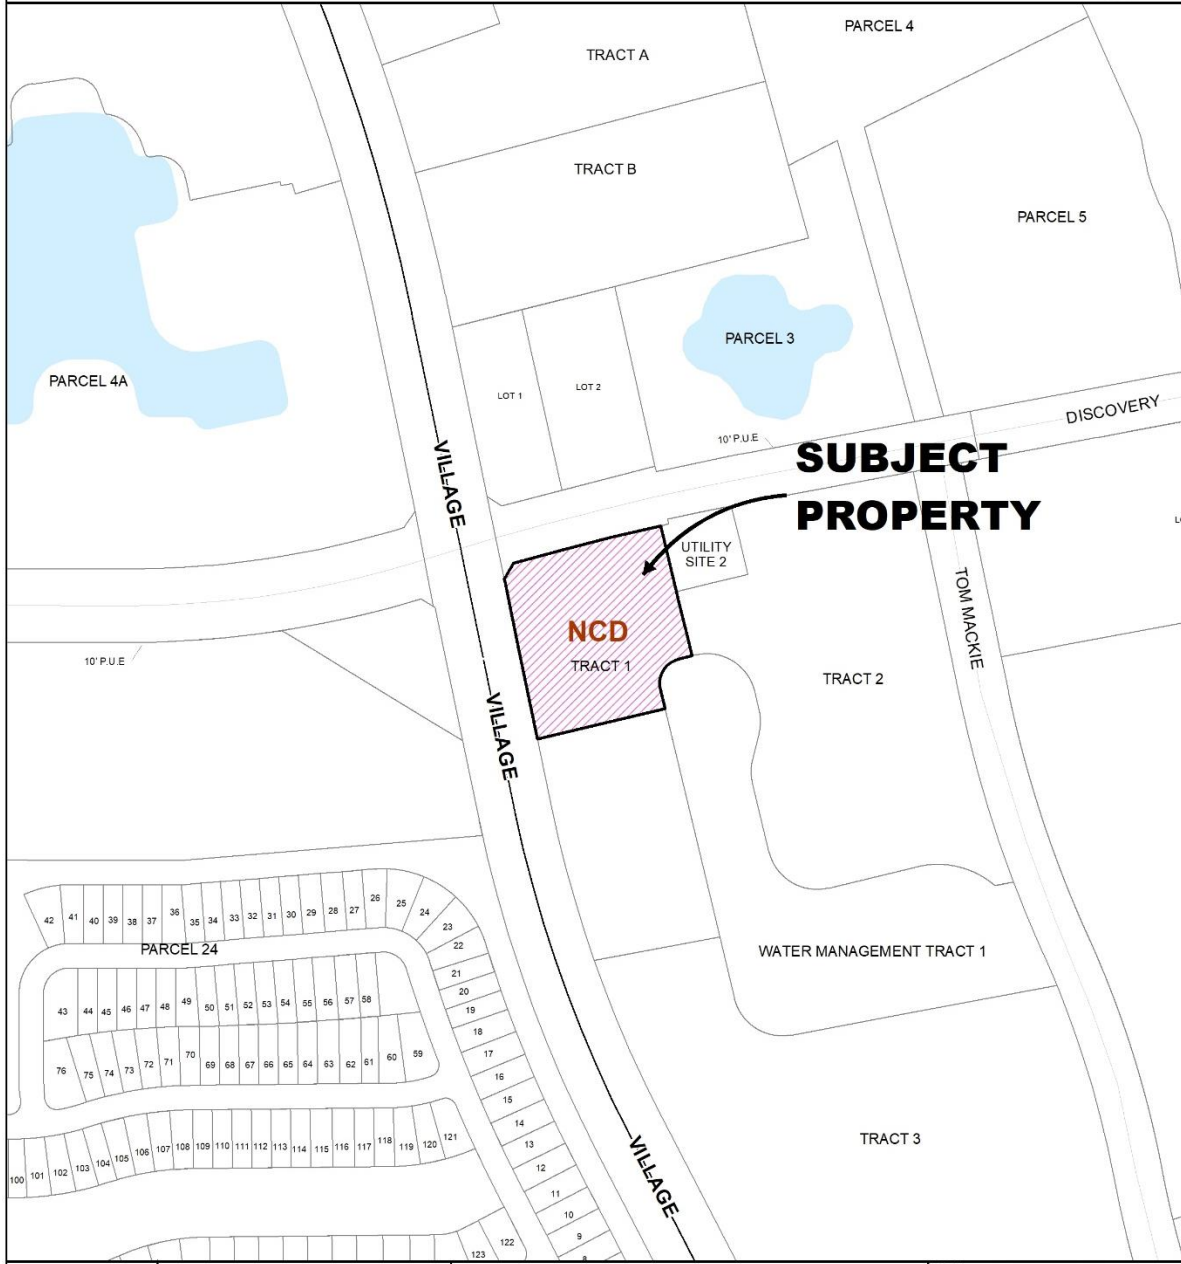 PARCEL 4
TRACT A
TRACT B
PARCEL 5
PARCEL 3
PARCEL 4A
LOT 1
LOT 2
DISCOVERY
10' P.U.E
SUBJECT
PROPERTY
VILLAGE
UTILITY
SITE 2
NCD
TRACT 1
TOM MACKIE
10' P.U.E
TRACT 2
VILLAGE
42 41 40 39 38 37 36 35 34 33 32 31 30 29 28 27 26 25 24
23
22
PARCEL 24
WATER MANAGEMENT TRACT 1
21
20
19
18
17
16
15
14
13
12
11
10
9
43 44 45 46 47 48 49 50 51 52 53 54 55 56 57 58
76 75 74 73 72 71 70 69 68 67 66 65 64 63 62 61 60 59
100 101 102 103 104 105 106 107 108 109 110 111 112 113 114 115 116 117 118 119 120 121
TRACT 3
VILLAGE
123 122